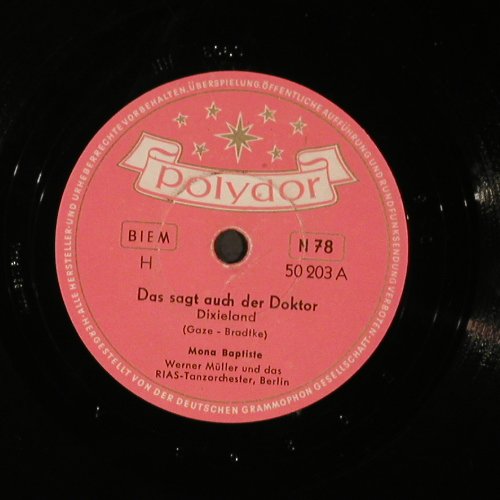 ALLE HERSTELLER-UND URHEBERRECHTE VORBEHALTEN. ÜBERSPIELUNG, ÖFFENTLICHE AUFFÜHRUNG UND RUNDFUNKSENDUNG VERBOTEN·
polydor
BIEM
N 78
H
50 203 A
Das sagt auch der Doktor
Dixieland
(Gaze - Bradtke)
Mona Baptiste
Werner Müller und das
RIAS-Tanzorchester, Berlin
HERGESTELLT VON DER DEUTSCHEN GRAMMOPHON GESELLSCHAFT